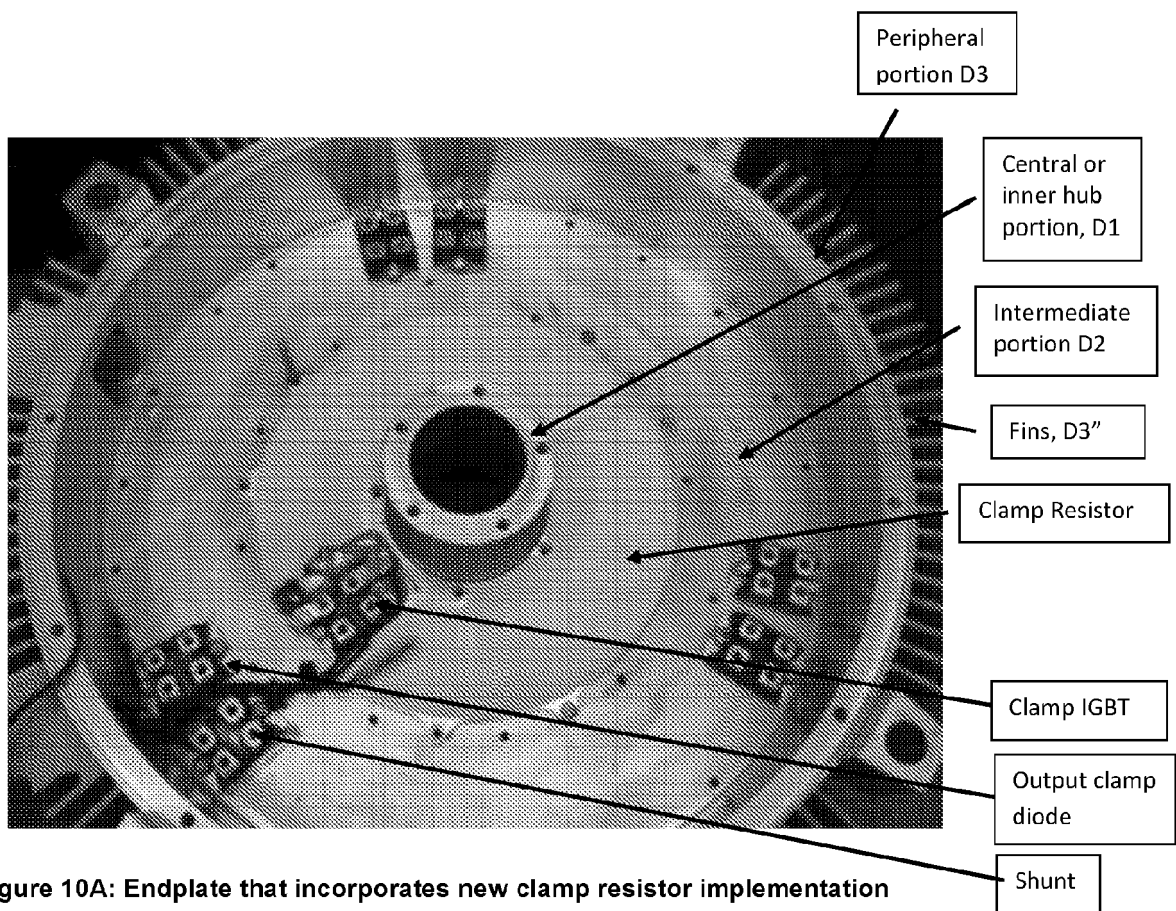 Peripheral
portion D3
Central or
inner hub
portion, D1
Intermediate
portion D2
Fins, D3”
Clamp Resistor
Clamp IGBT
Output clamp
diode
Shunt
gure 10A: Endplate that incorporates new clamp resistor implementation